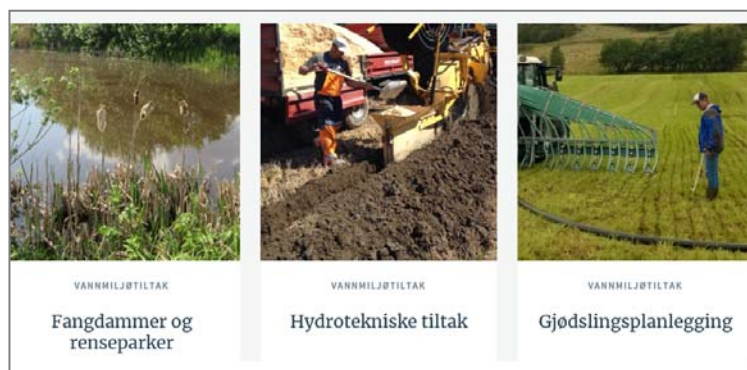 VANNMILJØTILTAK
Fangdammer og
renseparker
VANNMILJØTILTAK
Hydrotekniske tiltak
VANNMILJØTILTAK
Gjødslingsplanlegging